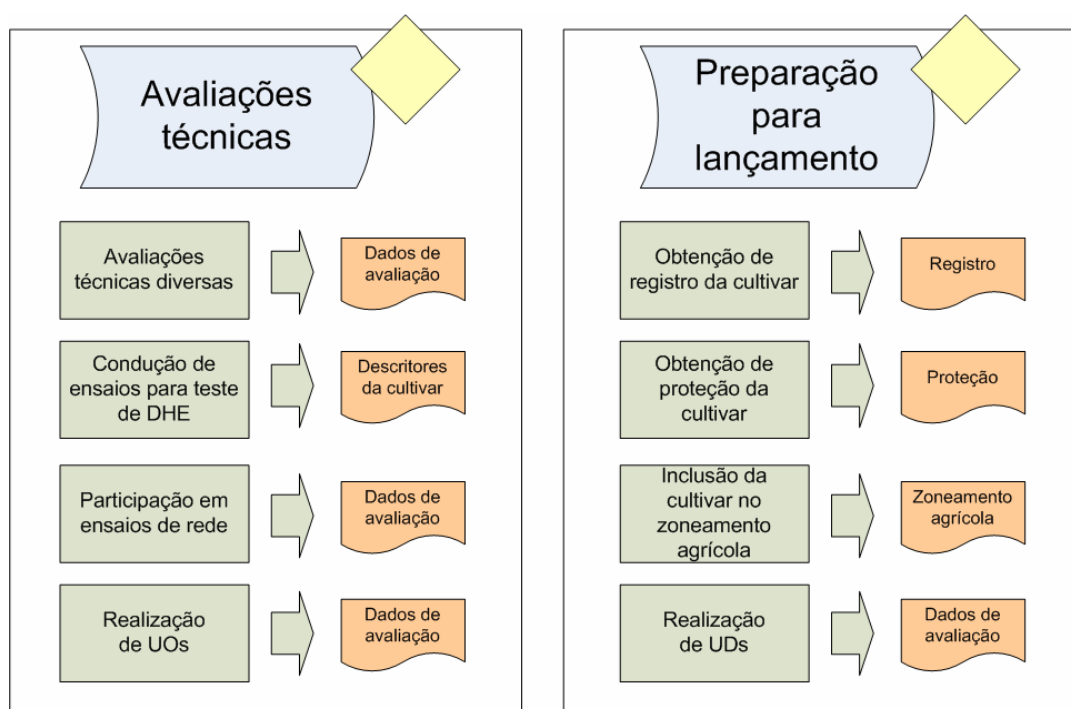 Avaliações
técnicas
Avaliações
técnicas diversas
Dados de
avaliação
Condução de
ensaios para teste
de DHE
Descritores
da cultivar
Participação em
ensaios de rede
Dados de
avaliação
Realização
de UOs
Dados de
avaliação
Preparação
para
lançamento
Obtenção de
registro da cultivar
Registro
Obtenção de
proteção da
cultivar
Proteção
Inclusão da
cultivar no
zoneamento
agrícola
Zoneamento
agrícola
Realização
de UDs
Dados de
avaliação